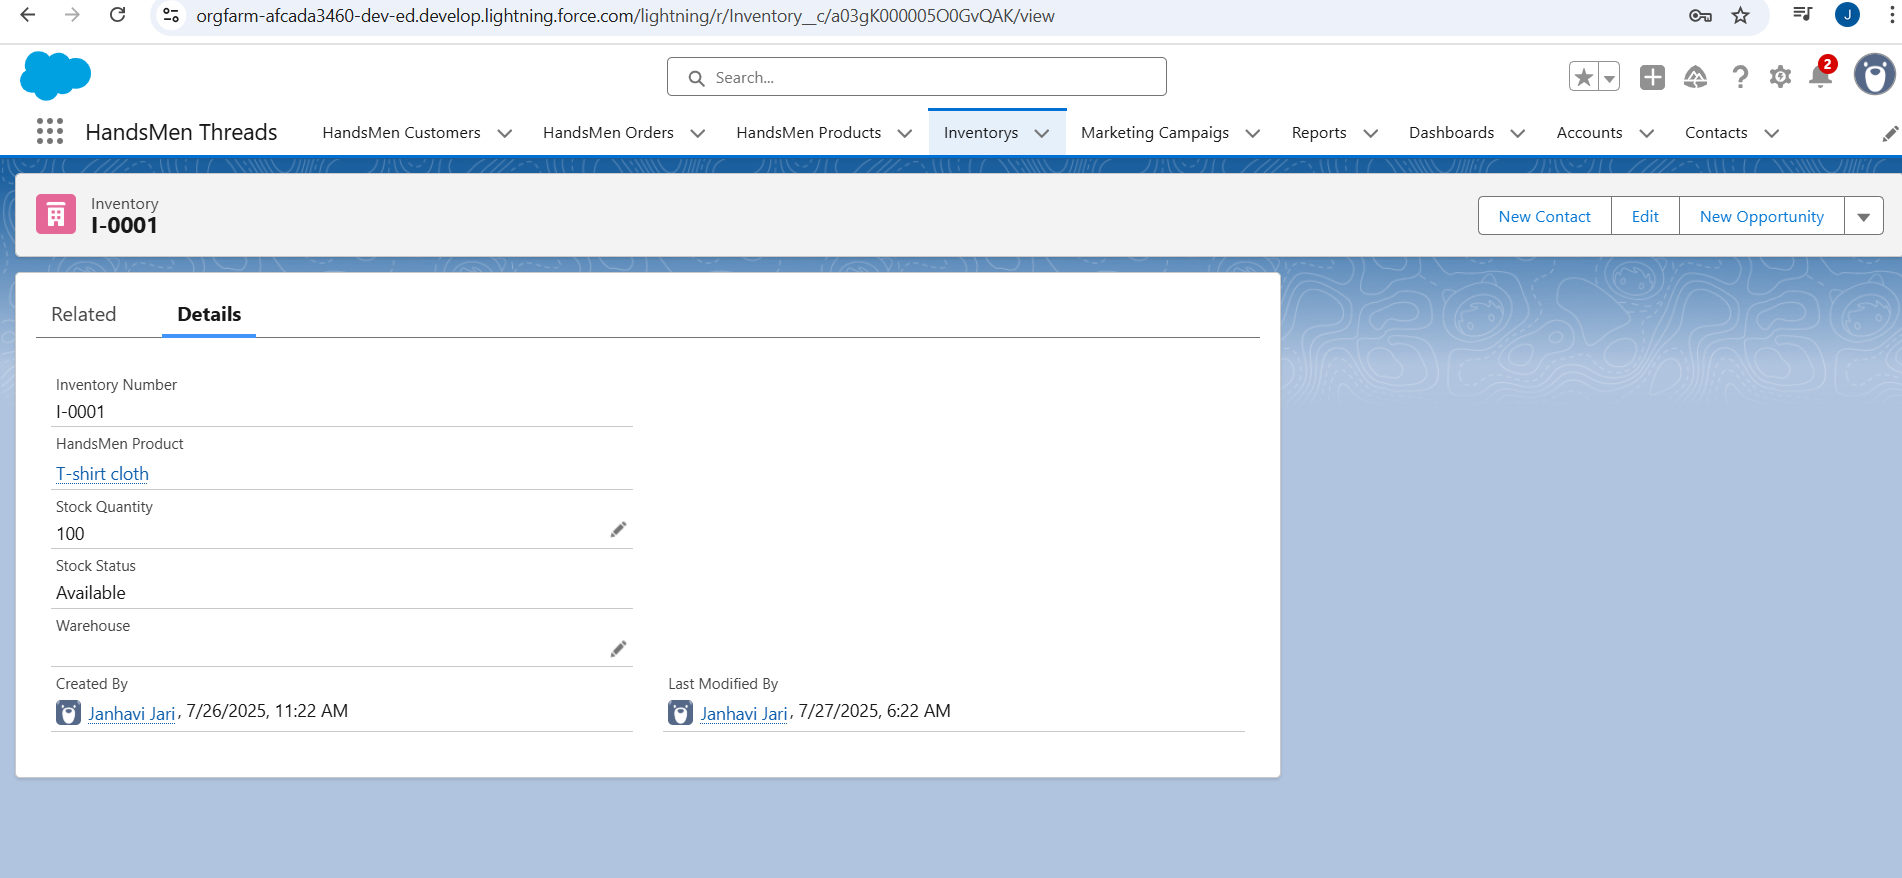 orgfarm-afcada3460-dev-ed.develop.lightning.force.com/lightning/r/Inventory__c/a03gK000005O0GvQAK/view
J
Search...
2
HandsMen Threads
HandsMen Customers
HandsMen Orders
HandsMen Products
Inventorys
Marketing Campaigs
Reports
Dashboards
Accounts
Contacts
Inventory
I-0001
New Contact
Edit
New Opportunity
Related
Details
Inventory Number
I-0001
HandsMen Product
T-shirt cloth
Stock Quantity
100
Stock Status
Available
Warehouse
Created By
Janhavi Jari, 7/26/2025, 11:22 AM
Last Modified By
Janhavi Jari, 7/27/2025, 6:22 AM